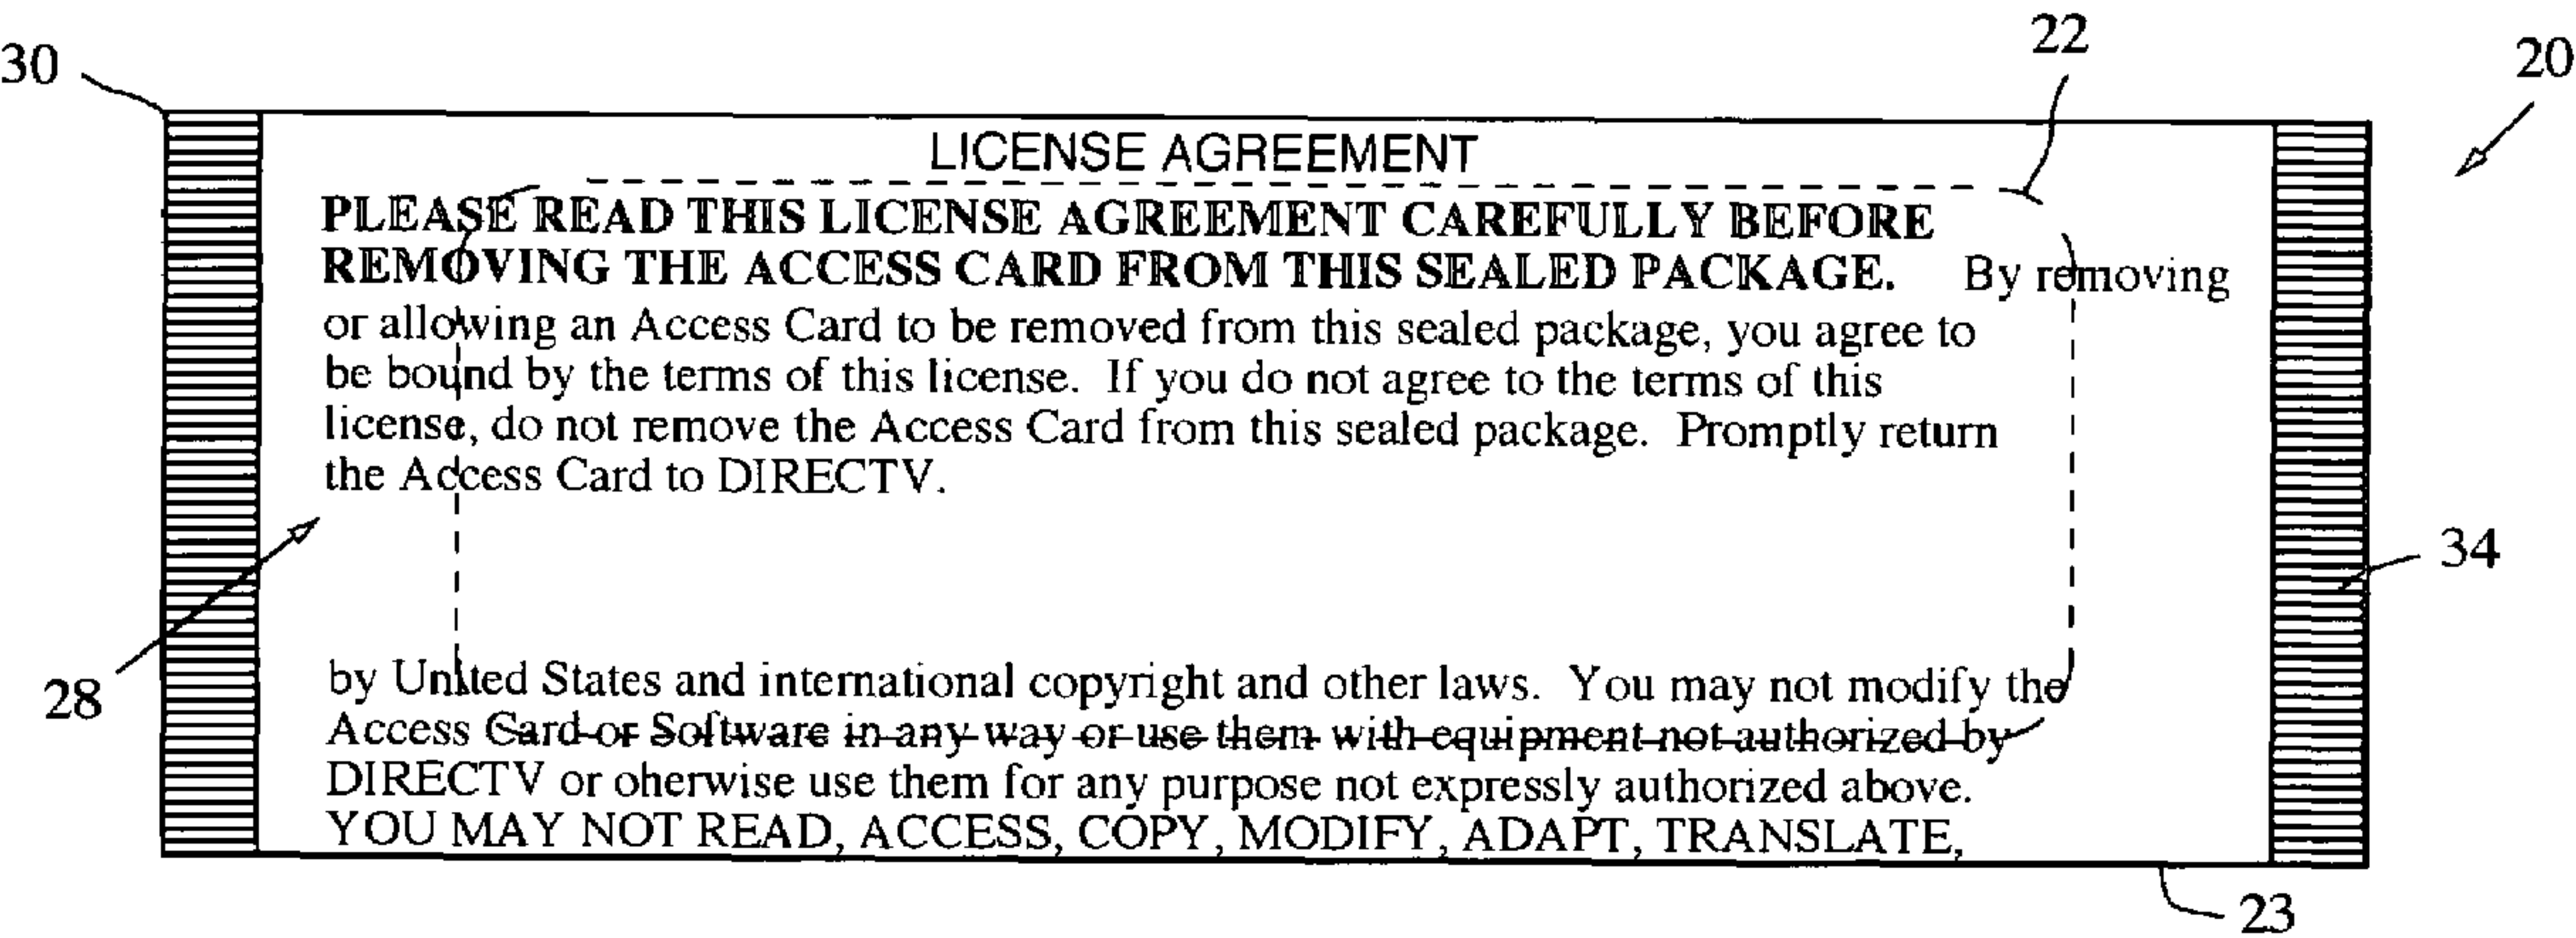 22
20
30
LICENSE AGREEMENT
PLEASE READ THIS LICENSE AGREEMENT CAREFULLY BEFORE
REMOVING THE ACCESS CARD FROM THIS SEALED PACKAGE. By removing
or allowing an Access Card to be removed from this sealed package, you agree to
be bound by the terms of this license. If you do not agree to the terms of this
license, do not remove the Access Card from this sealed package. Promptly return
the Access Card to DIRECTV.
34
28
by United States and international copyright and other laws. You may not modify the
Access Card or Software in any way or use them with equipment not authorized by
DIRECTV or oherwise use them for any purpose not expressly authorized above.
YOU MAY NOT READ, ACCESS, COPY, MODIFY, ADAPT, TRANSLATE,
23